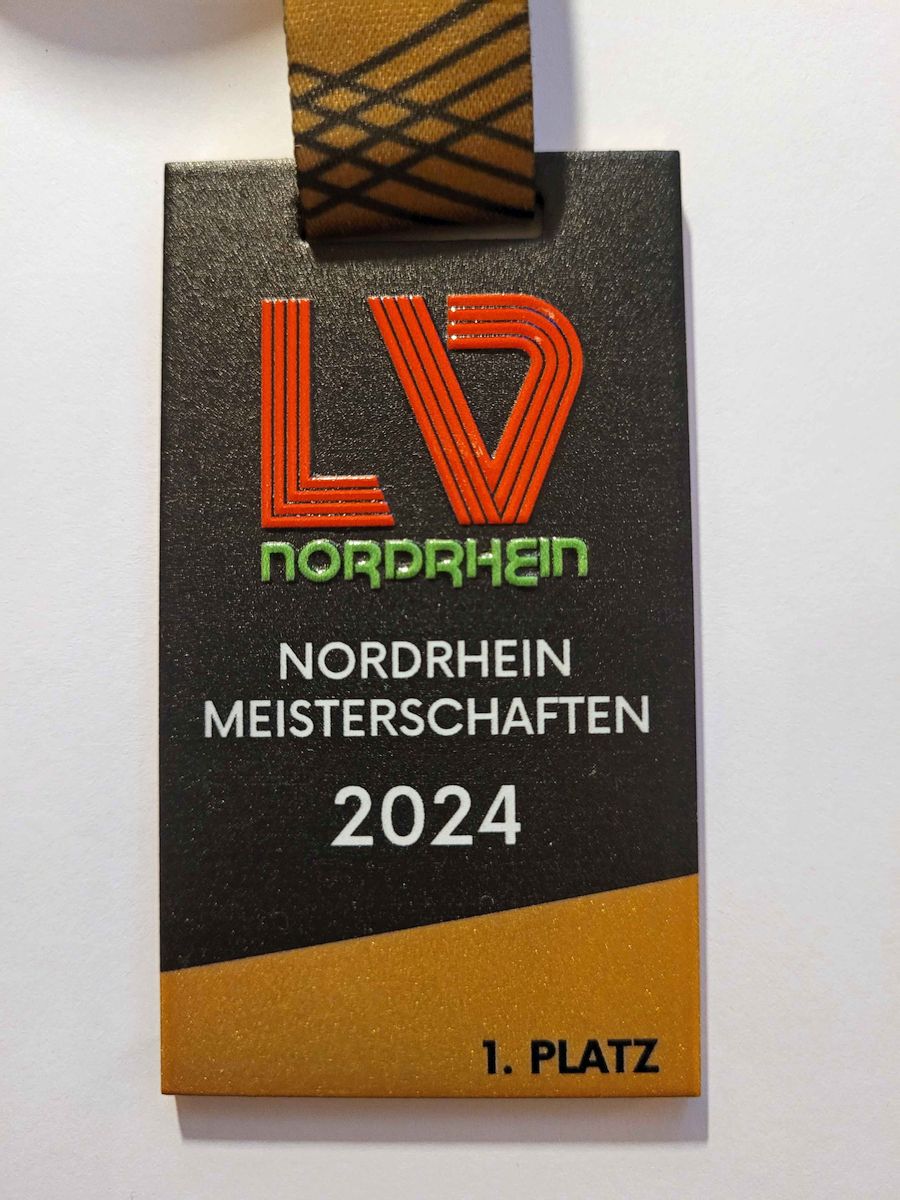 LV
NORDRHEIN
NORDRHEIN
MEISTERSCHAFTEN
2024
1. PLATZ